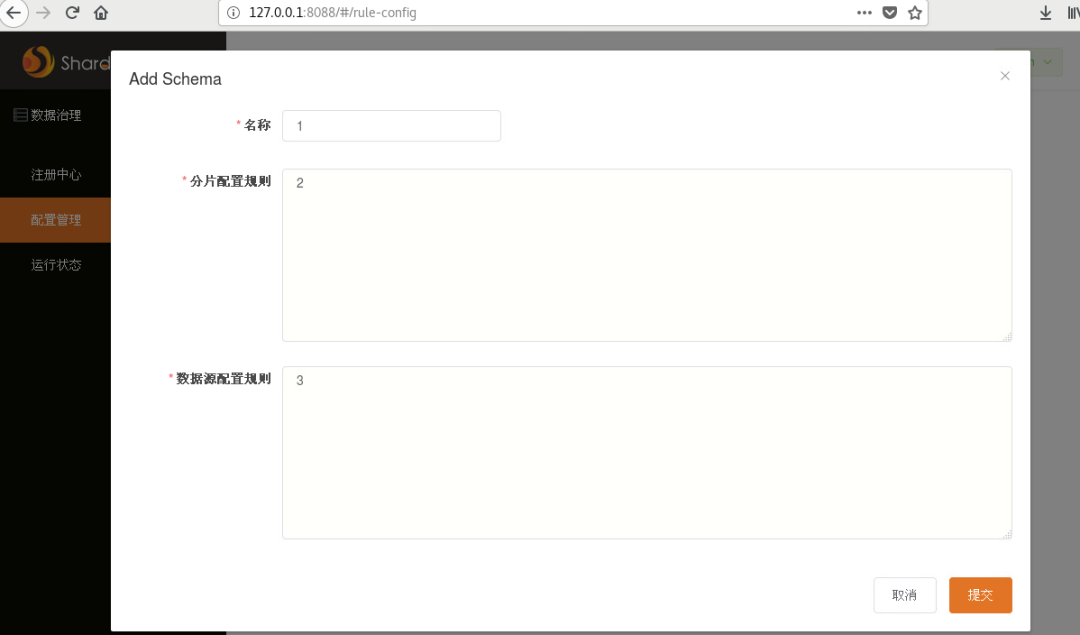 127.0.0.1:8088/#/rule-config
Shard
Add Schema
数据治理
* 名称
1
注册中心
* 分片配置规则
2
配置管理
运行状态
* 数据源配置规则
3
取消
提交